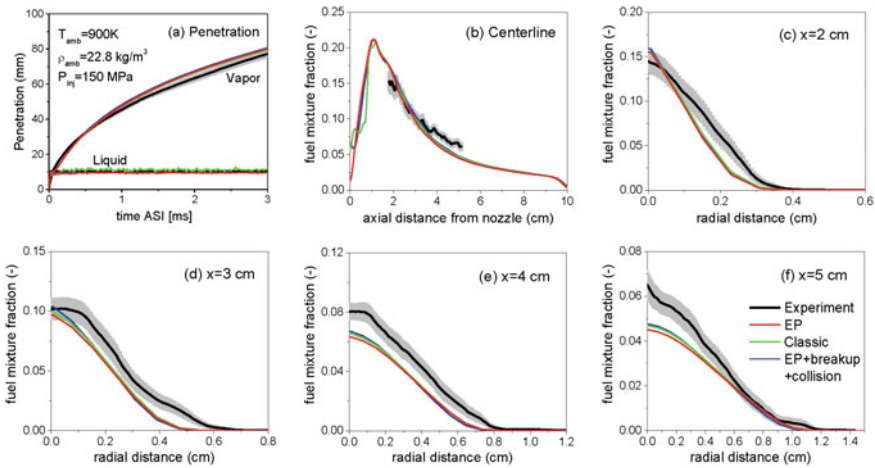 (a) Penetration
T_amb=900K
ρ_amb=22.8 kg/m³
P_inj=150 MPa
Vapor
Liquid
Penetration (mm)
100
80
60
40
20
0
0
1
2
3
time ASI [ms]
(b) Centerline
fuel mixture fraction (-)
0.25
0.20
0.15
0.10
0.05
0.00
0
2
4
6
8
10
axial distance from nozzle (cm)
(c) x=2 cm
fuel mixture fraction (-)
0.20
0.15
0.10
0.05
0.00
0.0
0.2
0.4
0.6
radial distance (cm)
(d) x=3 cm
fuel mixture fraction (-)
0.15
0.10
0.05
0.00
0.0
0.2
0.4
0.6
0.8
radial distance (cm)
(e) x=4 cm
fuel mixture fraction (-)
0.12
0.08
0.04
0.00
0.0
0.2
0.4
0.6
0.8
1.0
1.2
radial distance (cm)
(f) x=5 cm
Experiment
EP
Classic
EP+breakup
+collision
fuel mixture fraction (-)
0.08
0.06
0.04
0.02
0.00
0.0
0.2
0.4
0.6
0.8
1.0
1.2
1.4
radial distance (cm)